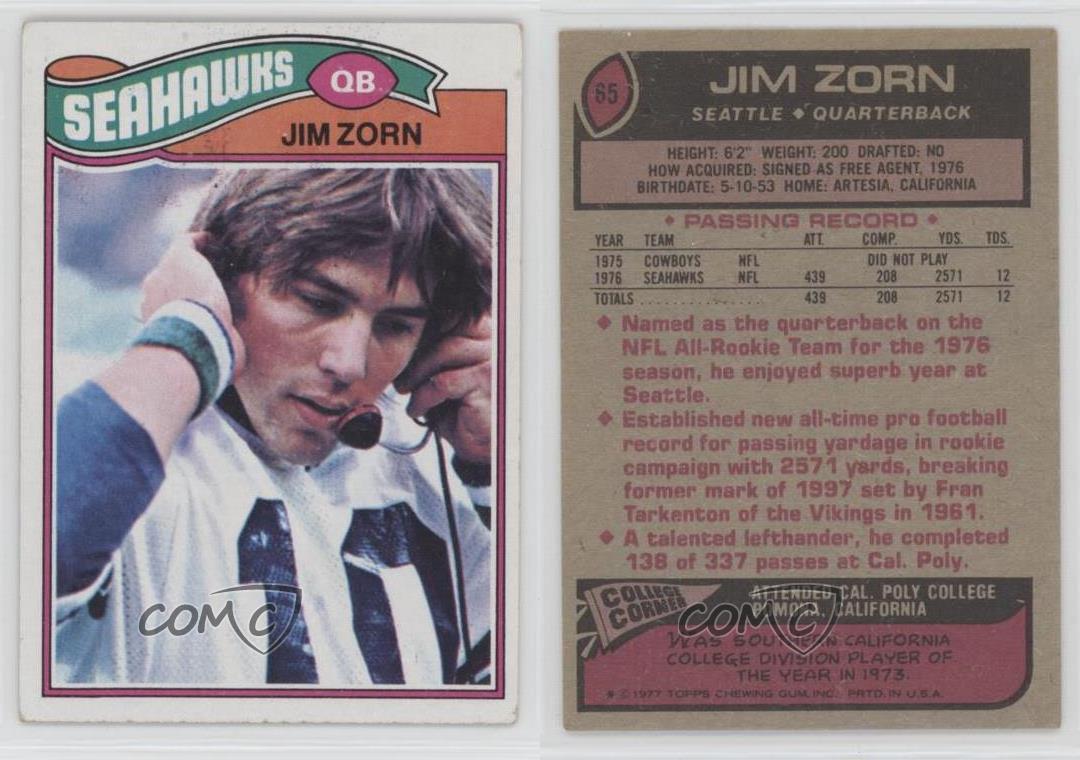 SEAHAWKS
QB
JIM ZORN
10
COMC
65
JIM ZORN
SEATTLE ♦ QUARTERBACK
HEIGHT: 6'2" WEIGHT: 200 DRAFTED: NO
HOW ACQUIRED: SIGNED AS FREE AGENT, 1976
BIRTHDATE: 5-10-53 HOME: ARTESIA, CALIFORNIA
• PASSING RECORD •
YEAR TEAM ATT. COMP. YDS. TDS.
1975 COWBOYS NFL DID NOT PLAY
1976 SEAHAWKS NFL 439 208 2571 12
TOTALS ................. 439 208 2571 12
♦ Named as the quarterback on the
NFL All-Rookie Team for the 1976
season, he enjoyed superb year at
Seattle.
♦ Established new all-time pro football
record for passing yardage in rookie
campaign with 2571 yards, breaking
former mark of 1997 set by Fran
Tarkenton of the Vikings in 1961.
♦ A talented lefthander, he completed
138 of 337 passes at Cal. Poly.
COLLEGE
CORNER
ATTENDED CAL. POLY COLLEGE
POMONA, CALIFORNIA
COMC
WAS SOUTHERN CALIFORNIA
COLLEGE DIVISION PLAYER OF
THE YEAR IN 1973.
* © 1977 TOPPS CHEWING GUM, INC. PRTD. IN U.S.A.